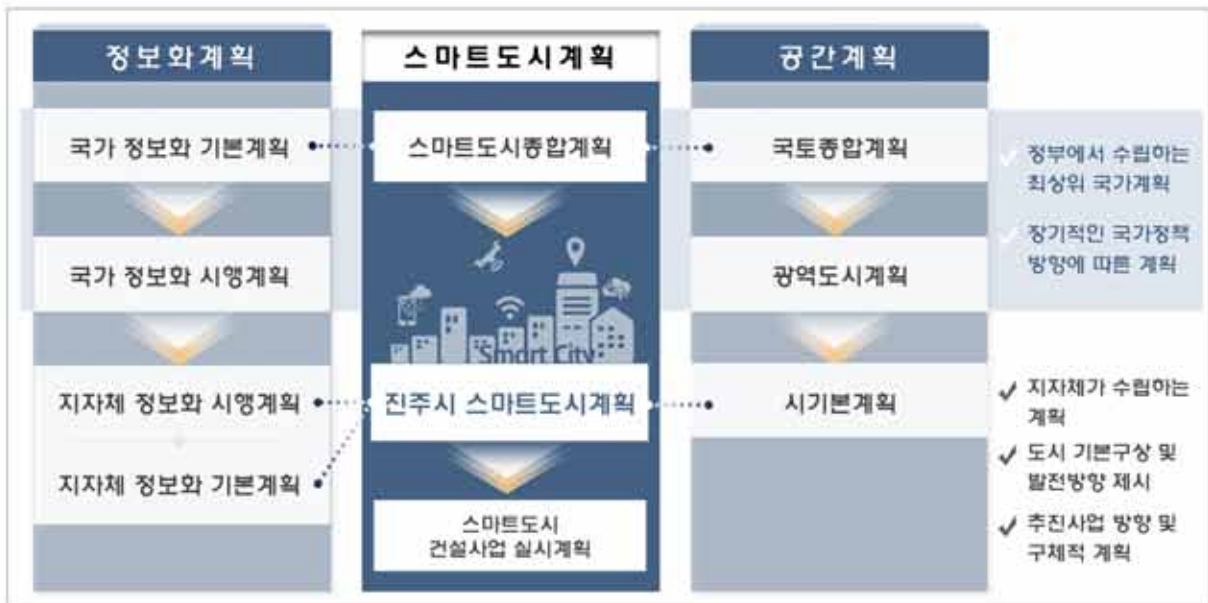 정보화계획
국가 정보화 기본계획
국가 정보화 시행계획
지자체 정보화 시행계획
지자체 정보화 기본계획
스마트도시계획
스마트도시종합계획
Smart City
진주시 스마트도시계획
스마트도시
건설사업 실시계획
공간계획
국토종합계획
광역도시계획
시기본계획
정부에서 수립하는
최상위 국가계획
장기적인 국가정책
방향에 따른 계획
지자체가 수립하는
계획
도시 기본구상 및
발전방향 제시
추진사업 방향 및
구체적 계획